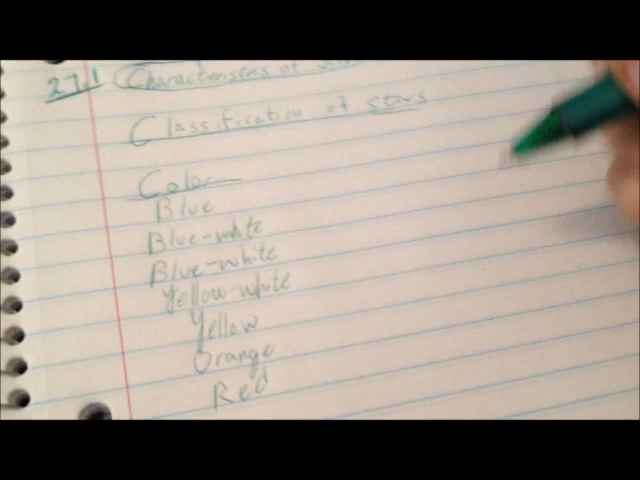 27.1 Characteristics of
Classification of stars
Color
Blue
Blue-white
Blue-white
Yellow-white
Yellow
Orange
Red